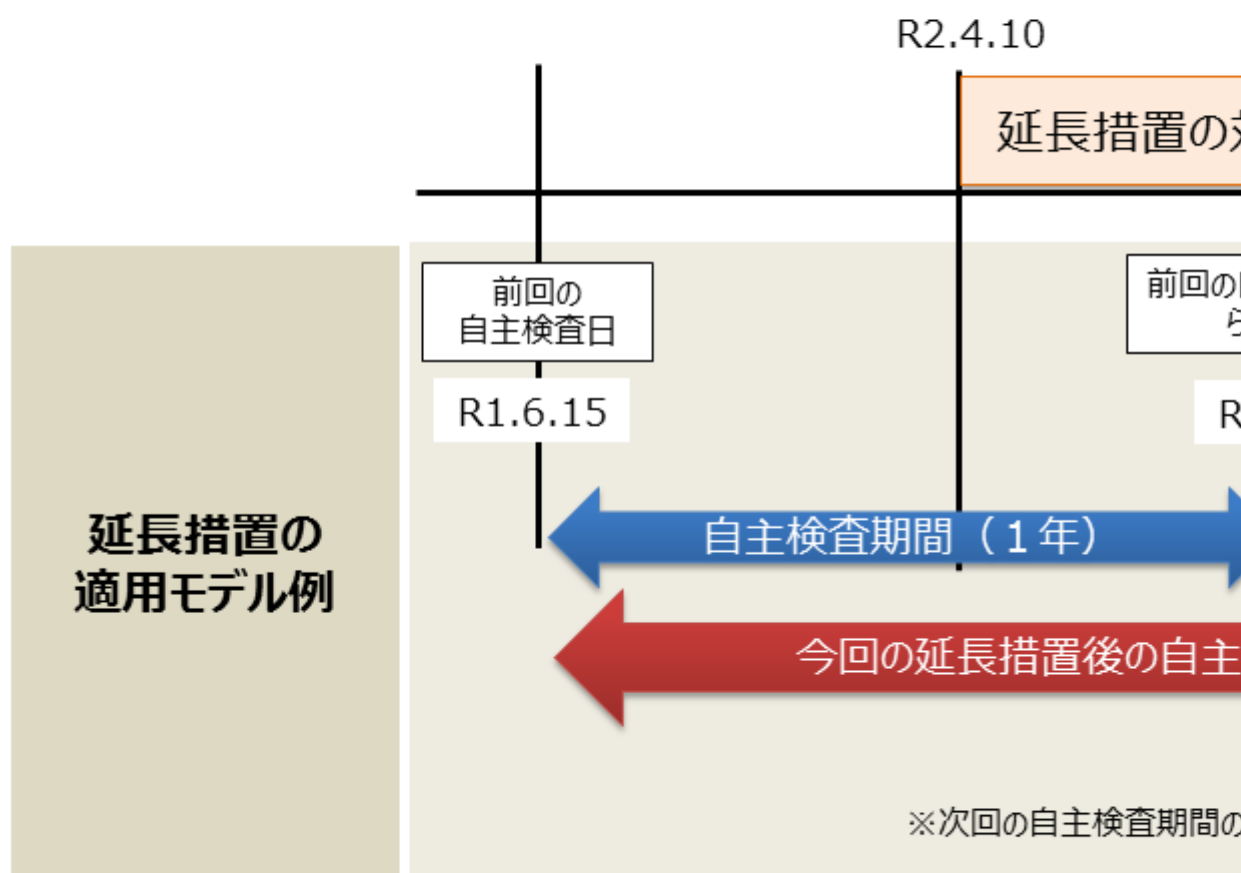 R2.4.10
延長措置の
前回の
自主検査日
前回の
ら
R1.6.15
R
自主検査期間（１年）
延長措置の
適用モデル例
今回の延長措置後の自主
※次回の自主検査期間の